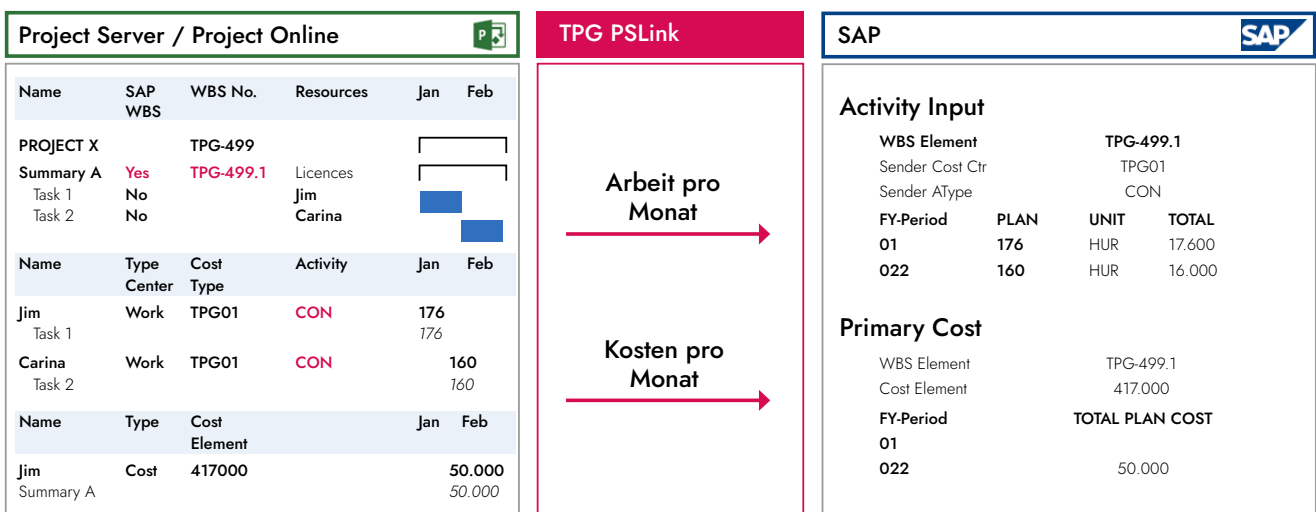 Project Server / Project Online
P
Name SAP WBS No. Resources Jan Feb
WBS
PROJECT X TPG-499
Summary A Yes TPG-499.1 Licences
Task 1 No Jim
Task 2 No Carina
Name Type Cost Activity Jan Feb
Center Type
Jim Work TPG01 CON 176
Task 1 176
Carina Work TPG01 CON 160
Task 2 160
Name Type Cost Jan Feb
Element
Jim Cost 417000 50.000
Summary A 50.000
TPG PSLink
Arbeit pro
Monat
Kosten pro
Monat
SAP
SAP
Activity Input
WBS Element TPG-499.1
Sender Cost Ctr TPG01
Sender AType CON
FY-Period PLAN UNIT TOTAL
01 176 HUR 17.600
022 160 HUR 16.000
Primary Cost
WBS Element TPG-499.1
Cost Element 417.000
FY-Period TOTAL PLAN COST
01
022 50.000